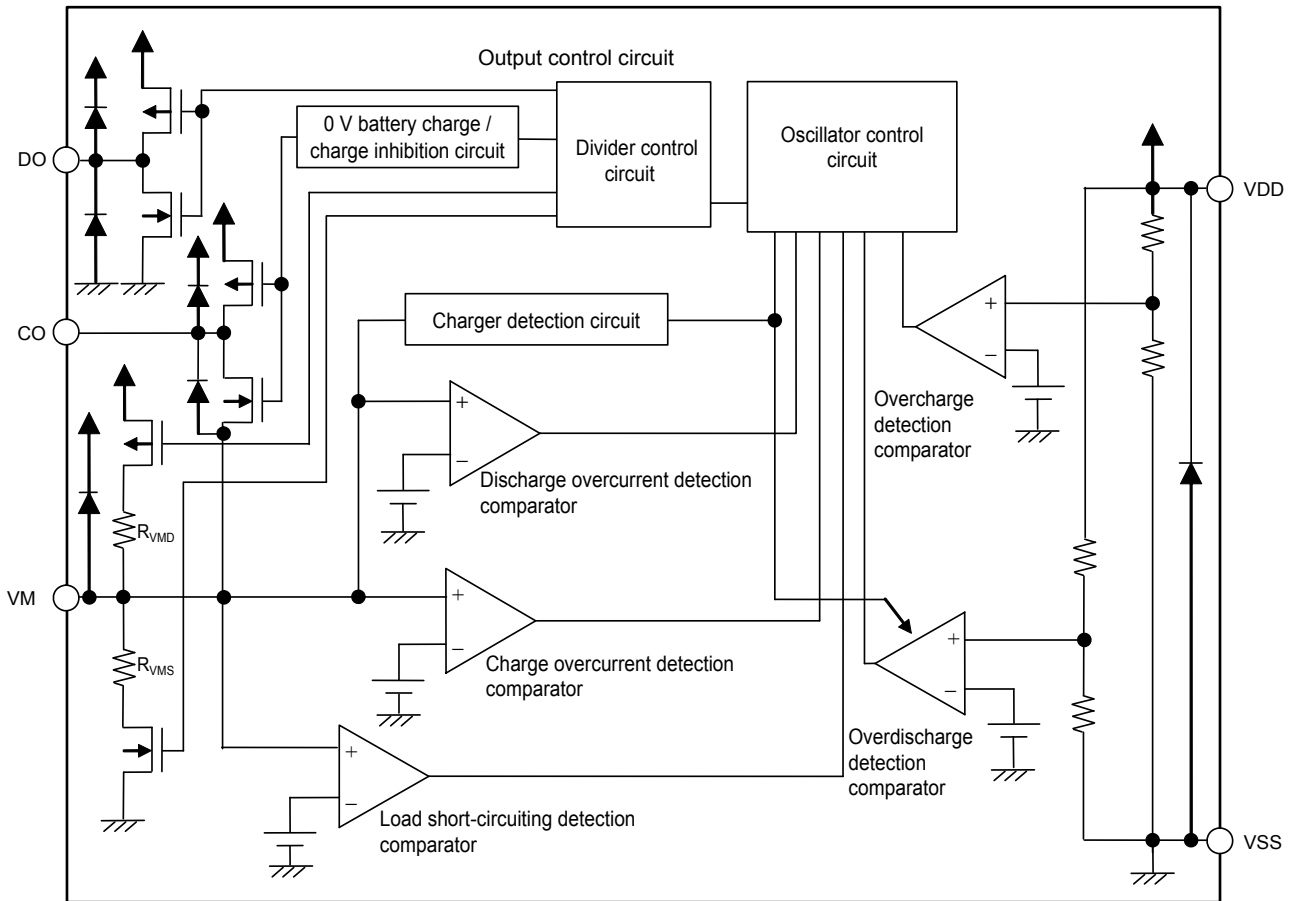 Output control circuit
0 V battery charge /
charge inhibition circuit
Divider control
circuit
Oscillator control
circuit
DO
VDD
CO
Charger detection circuit
+
−
Overcharge
detection
comparator
+
−
Discharge overcurrent detection
comparator
RVMD
VM
+
−
Charge overcurrent detection
comparator
RVMS
+
−
Overdischarge
detection
comparator
+
−
Load short-circuiting detection
comparator
VSS